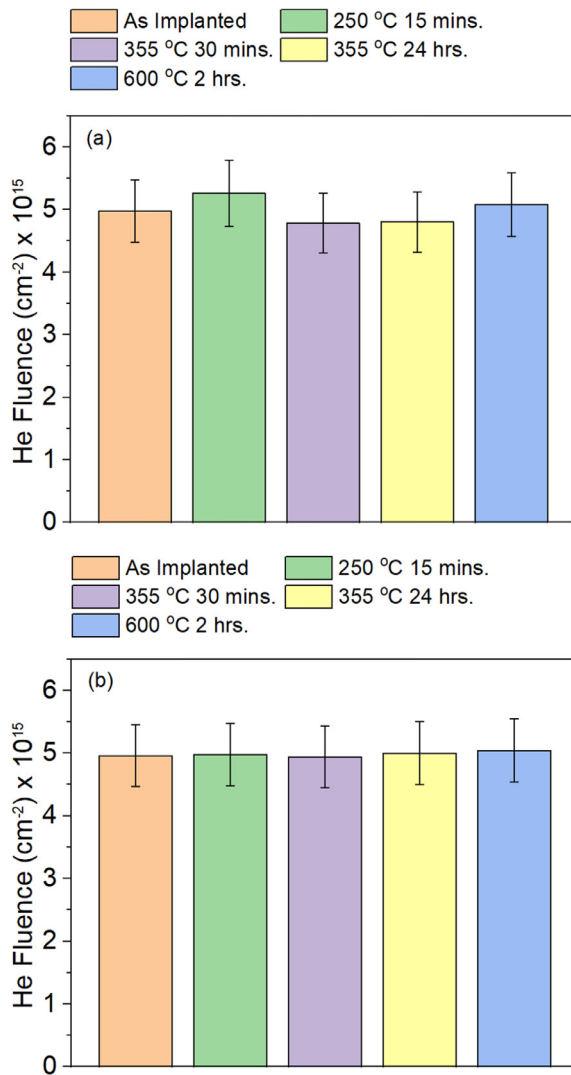 As Implanted 250 °C 15 mins.
355 °C 30 mins. 355 °C 24 hrs.
600 °C 2 hrs.
(a)
6
5
4
3
2
1
0
He Fluence (cm⁻²) x 10¹⁵
As Implanted 250 °C 15 mins.
355 °C 30 mins. 355 °C 24 hrs.
600 °C 2 hrs.
(b)
6
5
4
3
2
1
0
He Fluence (cm⁻²) x 10¹⁵